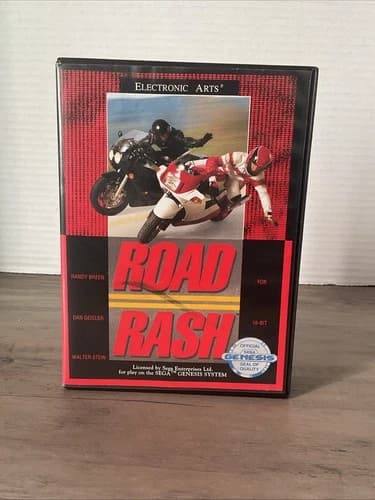 ELECTRONIC ARTS®
ROAD
RASH
RANDY BREEN
DAN GEISLER
WALTER STEIN
FOR
16-BIT
Licensed by Sega Enterprises Ltd.
for play on the SEGA™ GENESIS SYSTEM
OFFICIAL
SEGA
GENESIS
SEAL OF
QUALITY